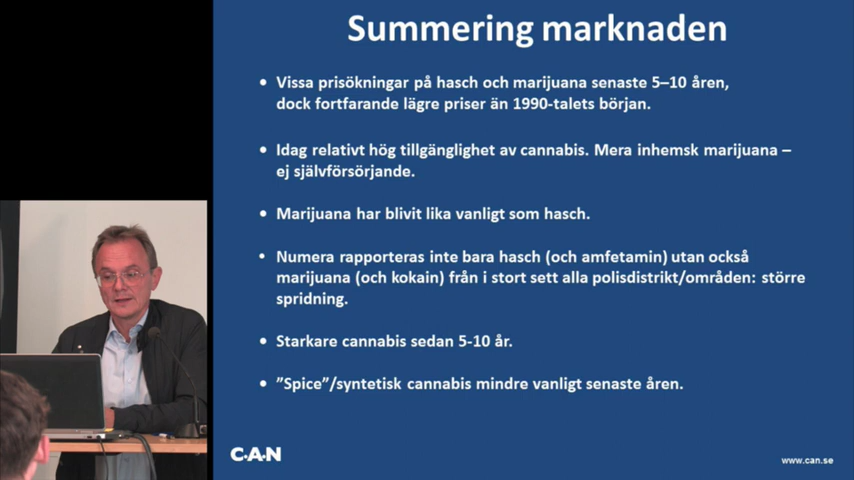 Summering marknaden
• Vissa prisökningar på hasch och marijuana senaste 5–10 åren,
dock fortfarande lägre priser än 1990-talets början.
• Idag relativt hög tillgänglighet av cannabis. Mera inhemsk marijuana –
ej självförsörjande.
• Marijuana har blivit lika vanligt som hasch.
• Numera rapporteras inte bara hasch (och amfetamin) utan också
marijuana (och kokain) från i stort sett alla polisdistrikt/områden: större
spridning.
• Starkare cannabis sedan 5-10 år.
• ”Spice”/syntetisk cannabis mindre vanligt senaste åren.
C·A·N
www.can.se